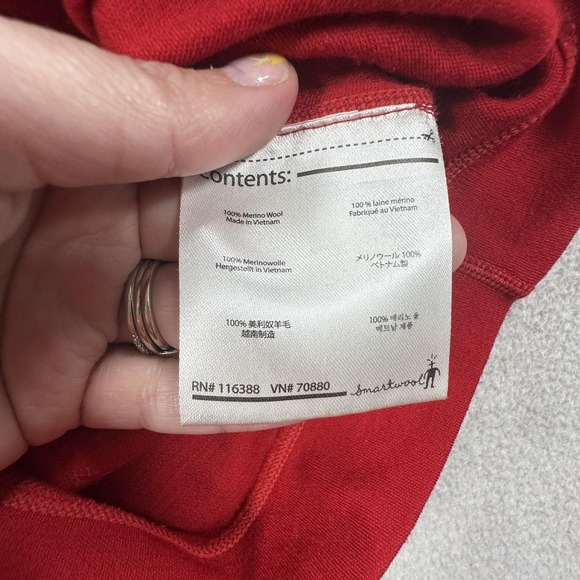 Contents:
100% Merino Wool
Made in Vietnam
100 % laine mérino
Fabriqué au Vietnam
100% Merinowolle
Hergestellt in Vietnam
メリノウール 100%
ベトナム製
100% 美利奴羊毛
越南制造
100% 메리노 울
베트남 제품
RN# 116388 VN# 70880
Smartwool